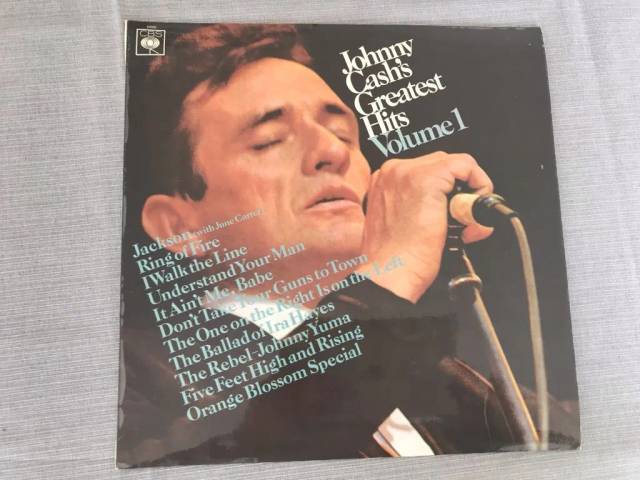 CBS
Johnny
Cash's
Greatest
Hits
Volume 1
Jackson (with June Carter)
Ring of Fire
I Walk the Line
Understand Your Man
It Ain't Me, Babe
Don't Take Your Guns to Town
The One on the Right Is on the Left
The Ballad of Ira Hayes
The Rebel-Johnny Yuma
Five Feet High and Rising
Orange Blossom Special